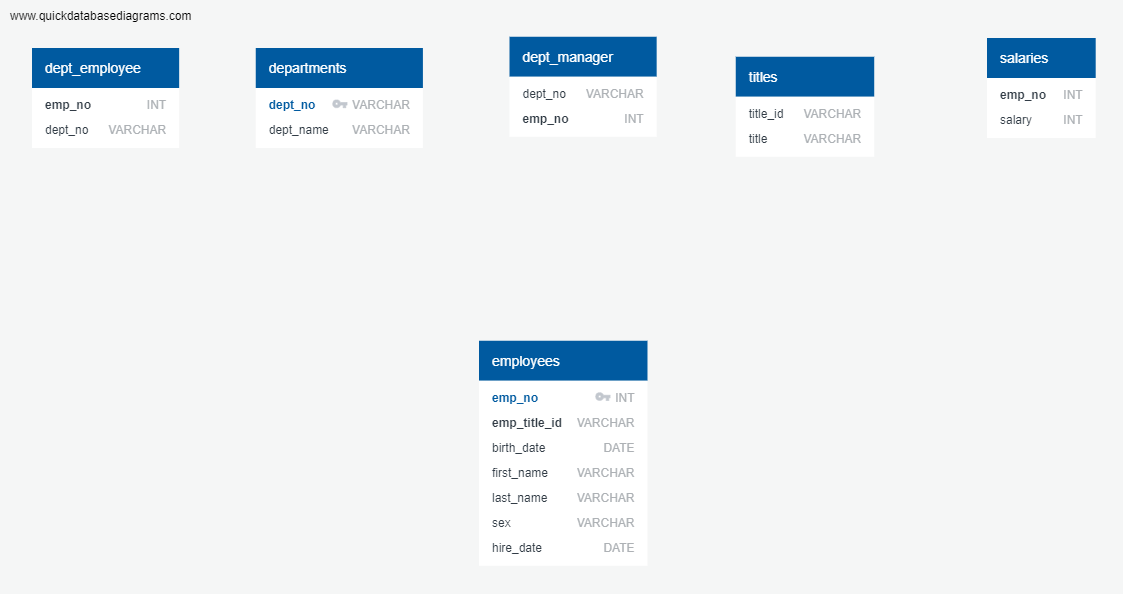 www.quickdatabasediagrams.com
dept_employee
emp_no INT
dept_no VARCHAR
departments
dept_no VARCHAR
dept_name VARCHAR
dept_manager
dept_no VARCHAR
emp_no INT
titles
title_id VARCHAR
title VARCHAR
salaries
emp_no INT
salary INT
employees
emp_no INT
emp_title_id VARCHAR
birth_date DATE
first_name VARCHAR
last_name VARCHAR
sex VARCHAR
hire_date DATE